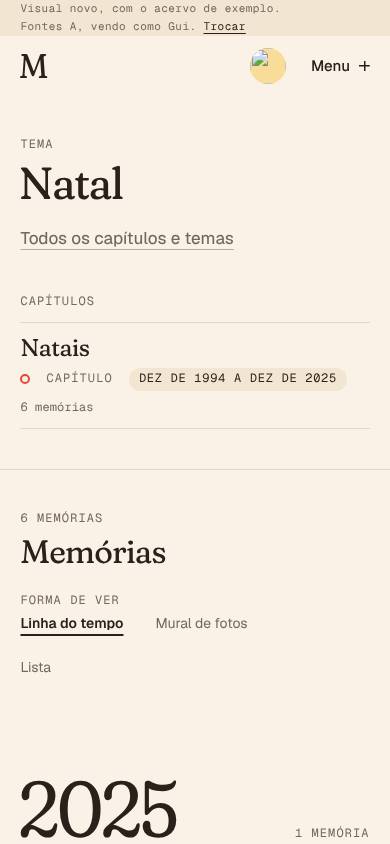 Visual novo, com o acervo de exemplo.
Fontes A, vendo como Gui. Trocar
M
Menu +
TEMA
Natal
Todos os capítulos e temas
CAPÍTULOS
Natais
CAPÍTULO DEZ DE 1994 A DEZ DE 2025
6 memórias
6 MEMÓRIAS
Memórias
FORMA DE VER
Linha do tempo Mural de fotos
Lista
2025 1 MEMÓRIA